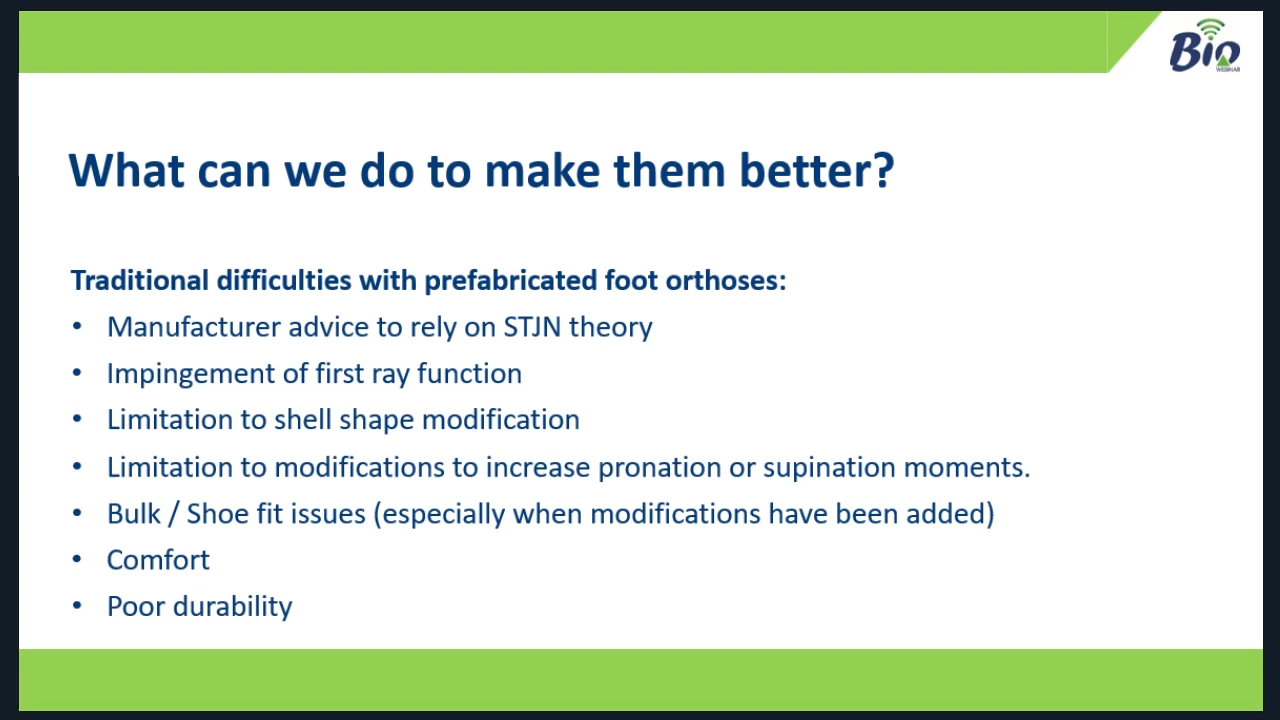 Bio
WEBINAR
What can we do to make them better?
Traditional difficulties with prefabricated foot orthoses:
• Manufacturer advice to rely on STJN theory
• Impingement of first ray function
• Limitation to shell shape modification
• Limitation to modifications to increase pronation or supination moments.
• Bulk / Shoe fit issues (especially when modifications have been added)
• Comfort
• Poor durability